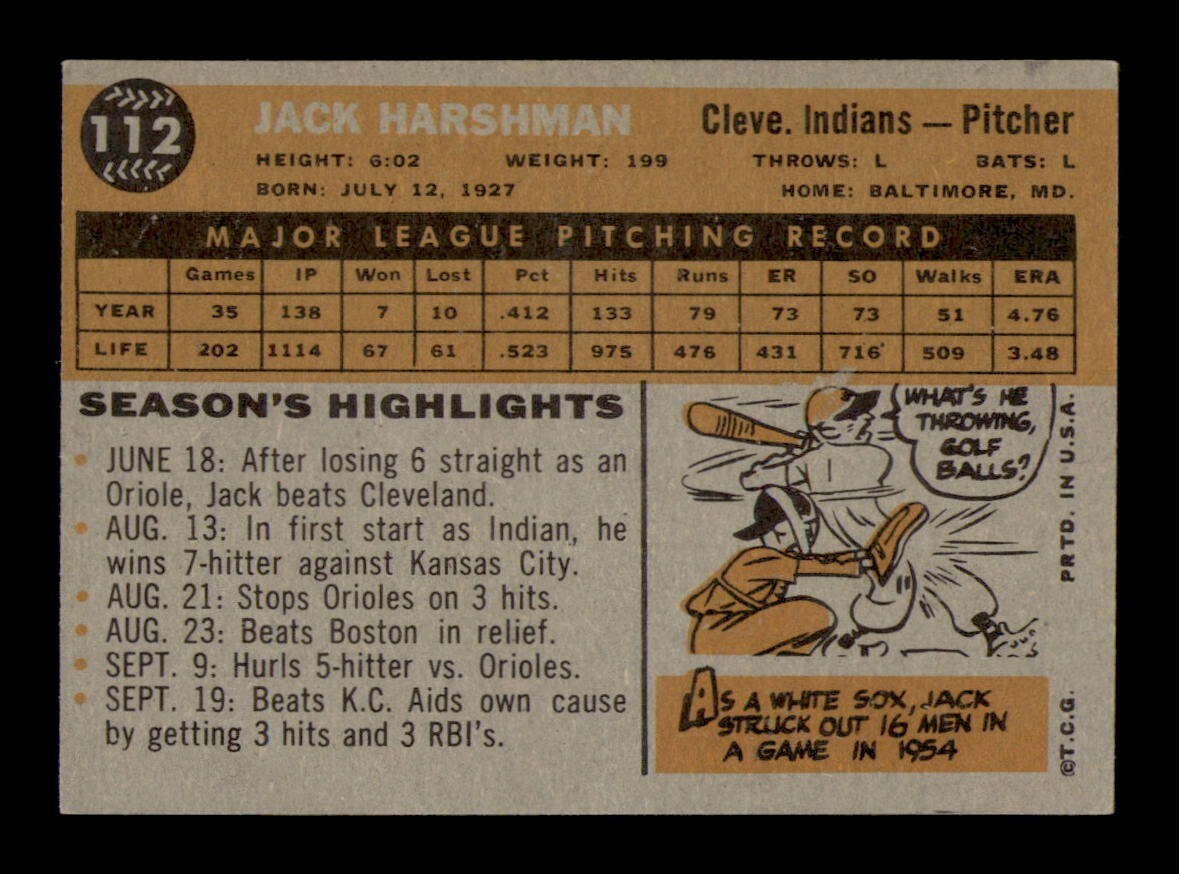 112
JACK HARSHMAN
Cleve. Indians — Pitcher
HEIGHT: 6:02 WEIGHT: 199 THROWS: L BATS: L
BORN: JULY 12, 1927 HOME: BALTIMORE, MD.
MAJOR LEAGUE PITCHING RECORD
Games IP Won Lost Pct Hits Runs ER SO Walks ERA
YEAR 35 138 7 10 .412 133 79 73 73 51 4.76
LIFE 202 1114 67 61 .523 975 476 431 716 509 3.48
SEASON'S HIGHLIGHTS
• JUNE 18: After losing 6 straight as an
Oriole, Jack beats Cleveland.
• AUG. 13: In first start as Indian, he
wins 7-hitter against Kansas City.
• AUG. 21: Stops Orioles on 3 hits.
• AUG. 23: Beats Boston in relief.
• SEPT. 9: Hurls 5-hitter vs. Orioles.
• SEPT. 19: Beats K.C. Aids own cause
by getting 3 hits and 3 RBI's.
WHAT'S HE
THROWING,
GOLF
BALLS?
AS A WHITE SOX, JACK
STRUCK OUT 16 MEN IN
A GAME IN 1954
PRTD. IN U.S.A.
©T.C.G.